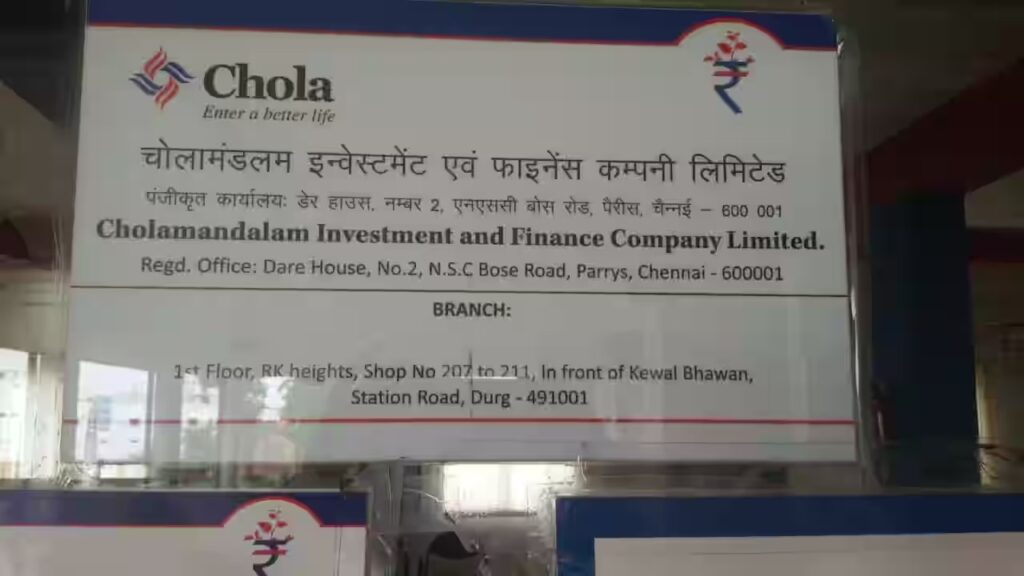 Chola
Enter a better life
चोलामंडलम इन्वेस्टमेंट एवं फाइनेंस कम्पनी लिमिटेड
पंजीकृत कार्यालयः डेर हाउस, नम्बर 2, एनएससी बोस रोड, पैरीस, चैन्नई – 600 001
Cholamandalam Investment and Finance Company Limited.
Regd. Office: Dare House, No.2, N.S.C Bose Road, Parrys, Chennai - 600001
BRANCH:
1st Floor, RK heights, Shop No 207 to 211, In front of Kewal Bhawan,
Station Road, Durg - 491001